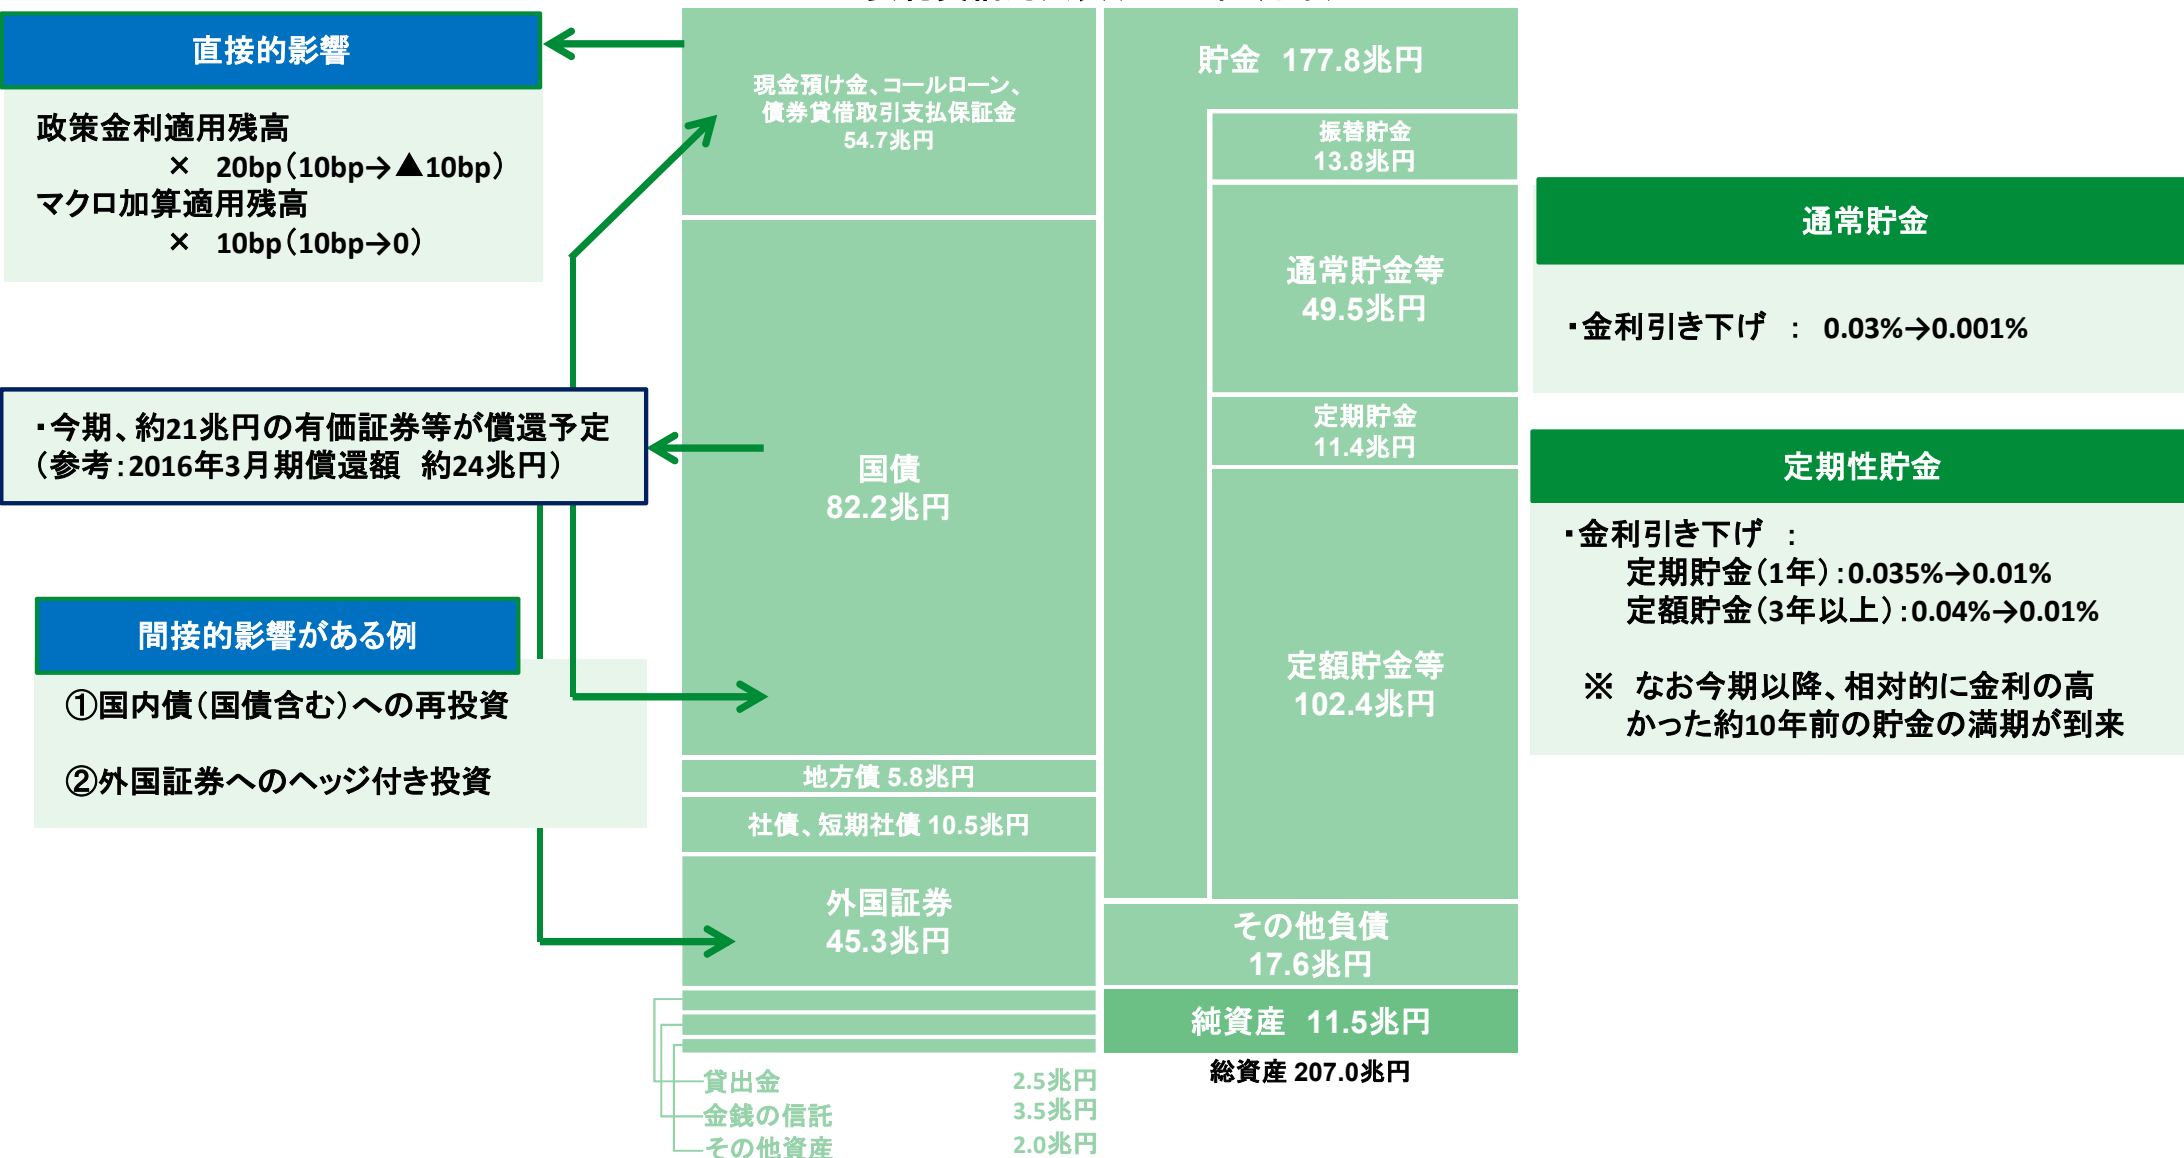 直接的影響
政策金利適用残高
× 20bp（10bp→▲10bp）
マクロ加算適用残高
× 10bp（10bp→0）
・今期、約21兆円の有価証券等が償還予定
（参考：2016年3月期償還額 約24兆円）
間接的影響がある例
①国内債（国債含む）への再投資
②外国証券へのヘッジ付き投資
現金預け金、コールローン、
債券貸借取引支払保証金
54.7兆円
国債
82.2兆円
地方債 5.8兆円
社債、短期社債 10.5兆円
外国証券
45.3兆円
貸出金 2.5兆円
金銭の信託 3.5兆円
その他資産 2.0兆円
貯金 177.8兆円
振替貯金
13.8兆円
通常貯金等
49.5兆円
定期貯金
11.4兆円
定額貯金等
102.4兆円
その他負債
17.6兆円
純資産 11.5兆円
総資産 207.0兆円
通常貯金
・金利引き下げ ： 0.03%→0.001%
定期性貯金
・金利引き下げ ：
定期貯金（1年）：0.035%→0.01%
定額貯金（3年以上）：0.04%→0.01%
※ なお今期以降、相対的に金利の高
かった約10年前の貯金の満期が到来